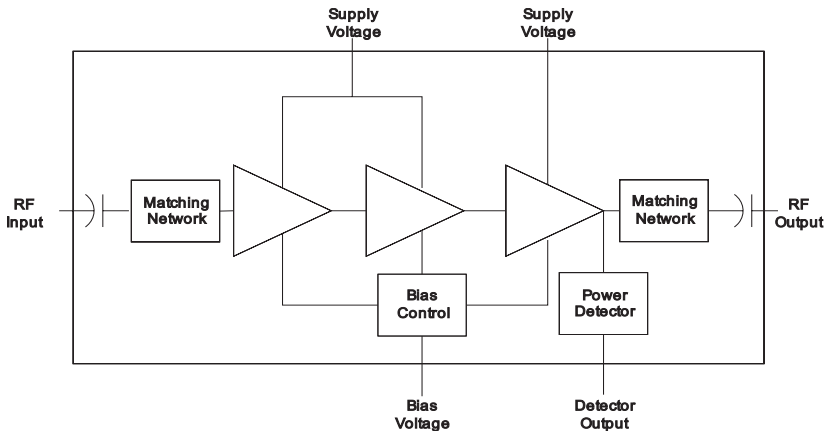 Supply
Voltage
Supply
Voltage
RF
Input
Matching
Network
Matching
Network
RF
Output
Bias
Control
Power
Detector
Bias
Voltage
Detector
Output